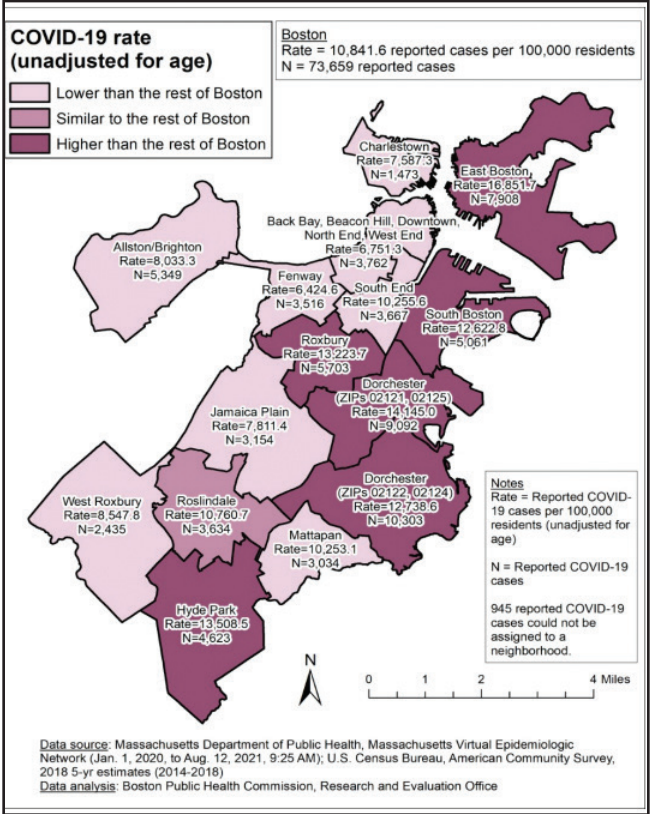 COVID-19 rate
(unadjusted for age)
Lower than the rest of Boston
Similar to the rest of Boston
Higher than the rest of Boston
Boston
Rate = 10,841.6 reported cases per 100,000 residents
N = 73,659 reported cases
Charlestown
Rate=7,587.3
N=1,473
East Boston
Rate=16,851.7
N=7,908
Back Bay, Beacon Hill, Downtown,
North End, West End
Rate=6,751.3
N=3,762
Allston/Brighton
Rate=8,033.3
N=5,349
Fenway
Rate=6,424.6
N=3,516
South End
Rate=10,255.6
N=3,667
South Boston
Rate=12,622.8
N=5,061
Roxbury
Rate=13,223.7
N=5,703
Dorchester
(ZIPs 02121, 02125)
Rate=14,145.0
N=9,092
Jamaica Plain
Rate=7,811.4
N=3,154
Dorchester
(ZIPs 02122, 02124)
Rate=12,738.6
N=10,303
West Roxbury
Rate=8,547.8
N=2,435
Roslindale
Rate=10,760.7
N=3,634
Mattapan
Rate=10,253.1
N=3,034
Hyde Park
Rate=13,508.5
N=4,623
Notes
Rate = Reported COVID-
19 cases per 100,000
residents (unadjusted for
age)
N = Reported COVID-19
cases
945 reported COVID-19
cases could not be
assigned to a
neighborhood.
N
0 1 2 4 Miles
Data source: Massachusetts Department of Public Health, Massachusetts Virtual Epidemiologic
Network (Jan. 1, 2020, to Aug. 12, 2021, 9:25 AM); U.S. Census Bureau, American Community Survey,
2018 5-yr estimates (2014-2018)
Data analysis: Boston Public Health Commission, Research and Evaluation Office